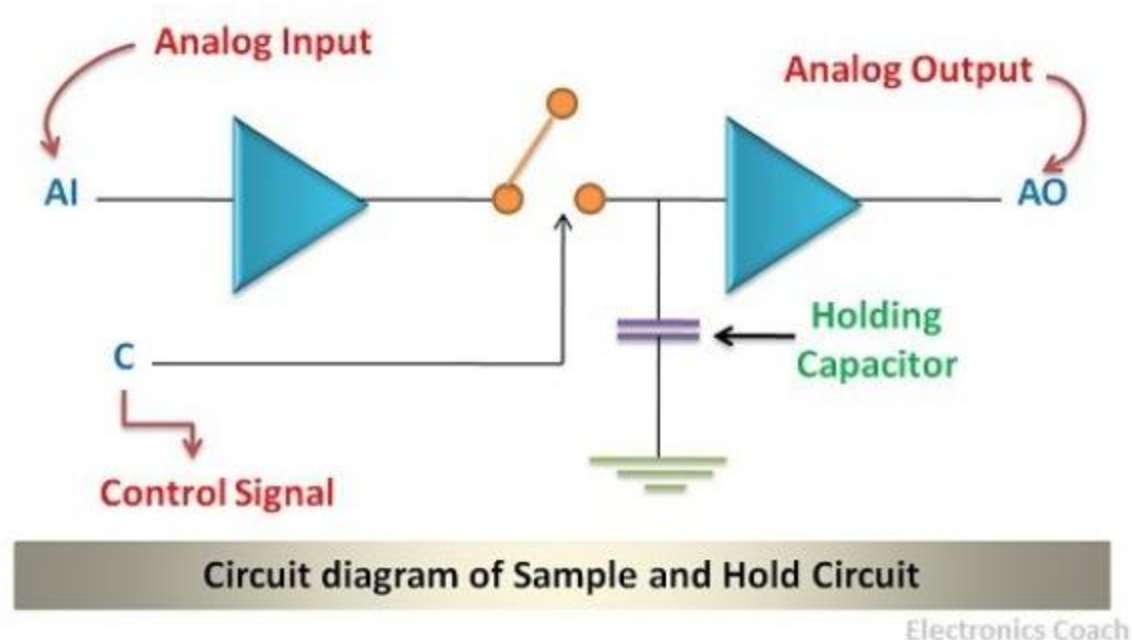 Analog Input
Analog Output
AI
AO
Holding
Capacitor
C
Control Signal
Circuit diagram of Sample and Hold Circuit
Electronics Coach